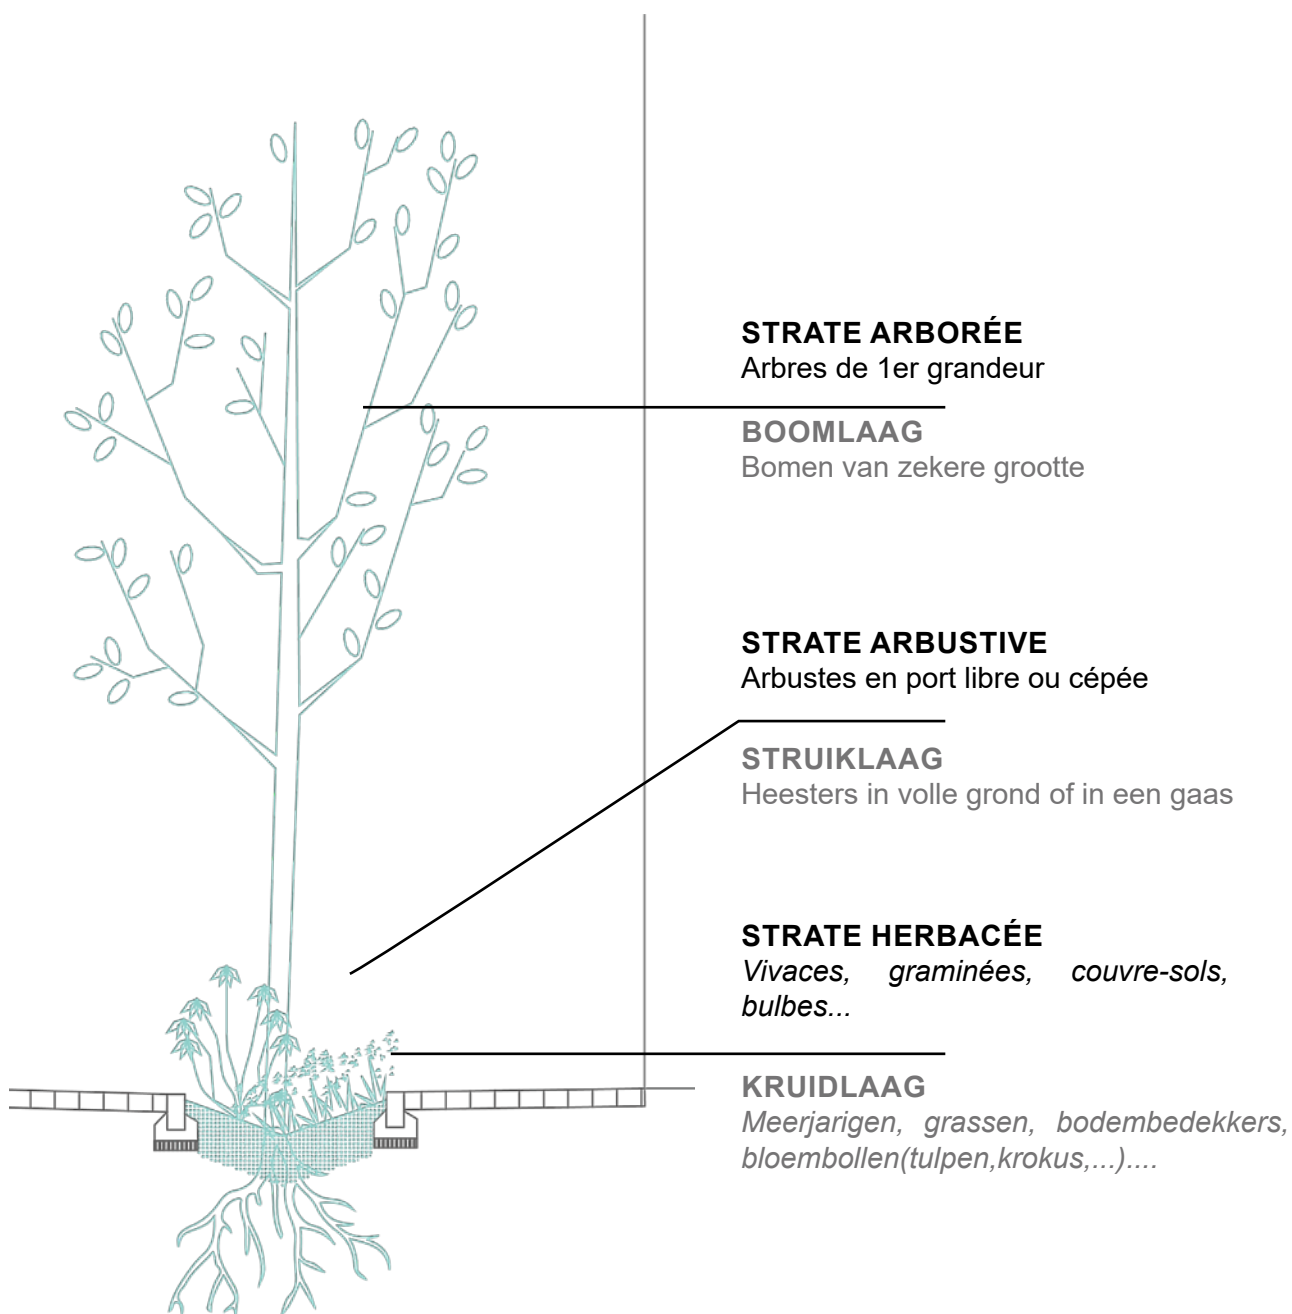 STRATE ARBORÉE
Arbres de 1er grandeur
BOOMLAAG
Bomen van zekere grootte
STRATE ARBUSTIVE
Arbustes en port libre ou cépée
STRUIKLAAG
Heesters in volle grond of in een gaas
STRATE HERBACÉE
Vivaces, graminées, couvre-sols,
bulbes...
KRUIDLAAG
Meerjarigen, grassen, bodembedekkers,
bloembollen(tulpen,krokus,...)....